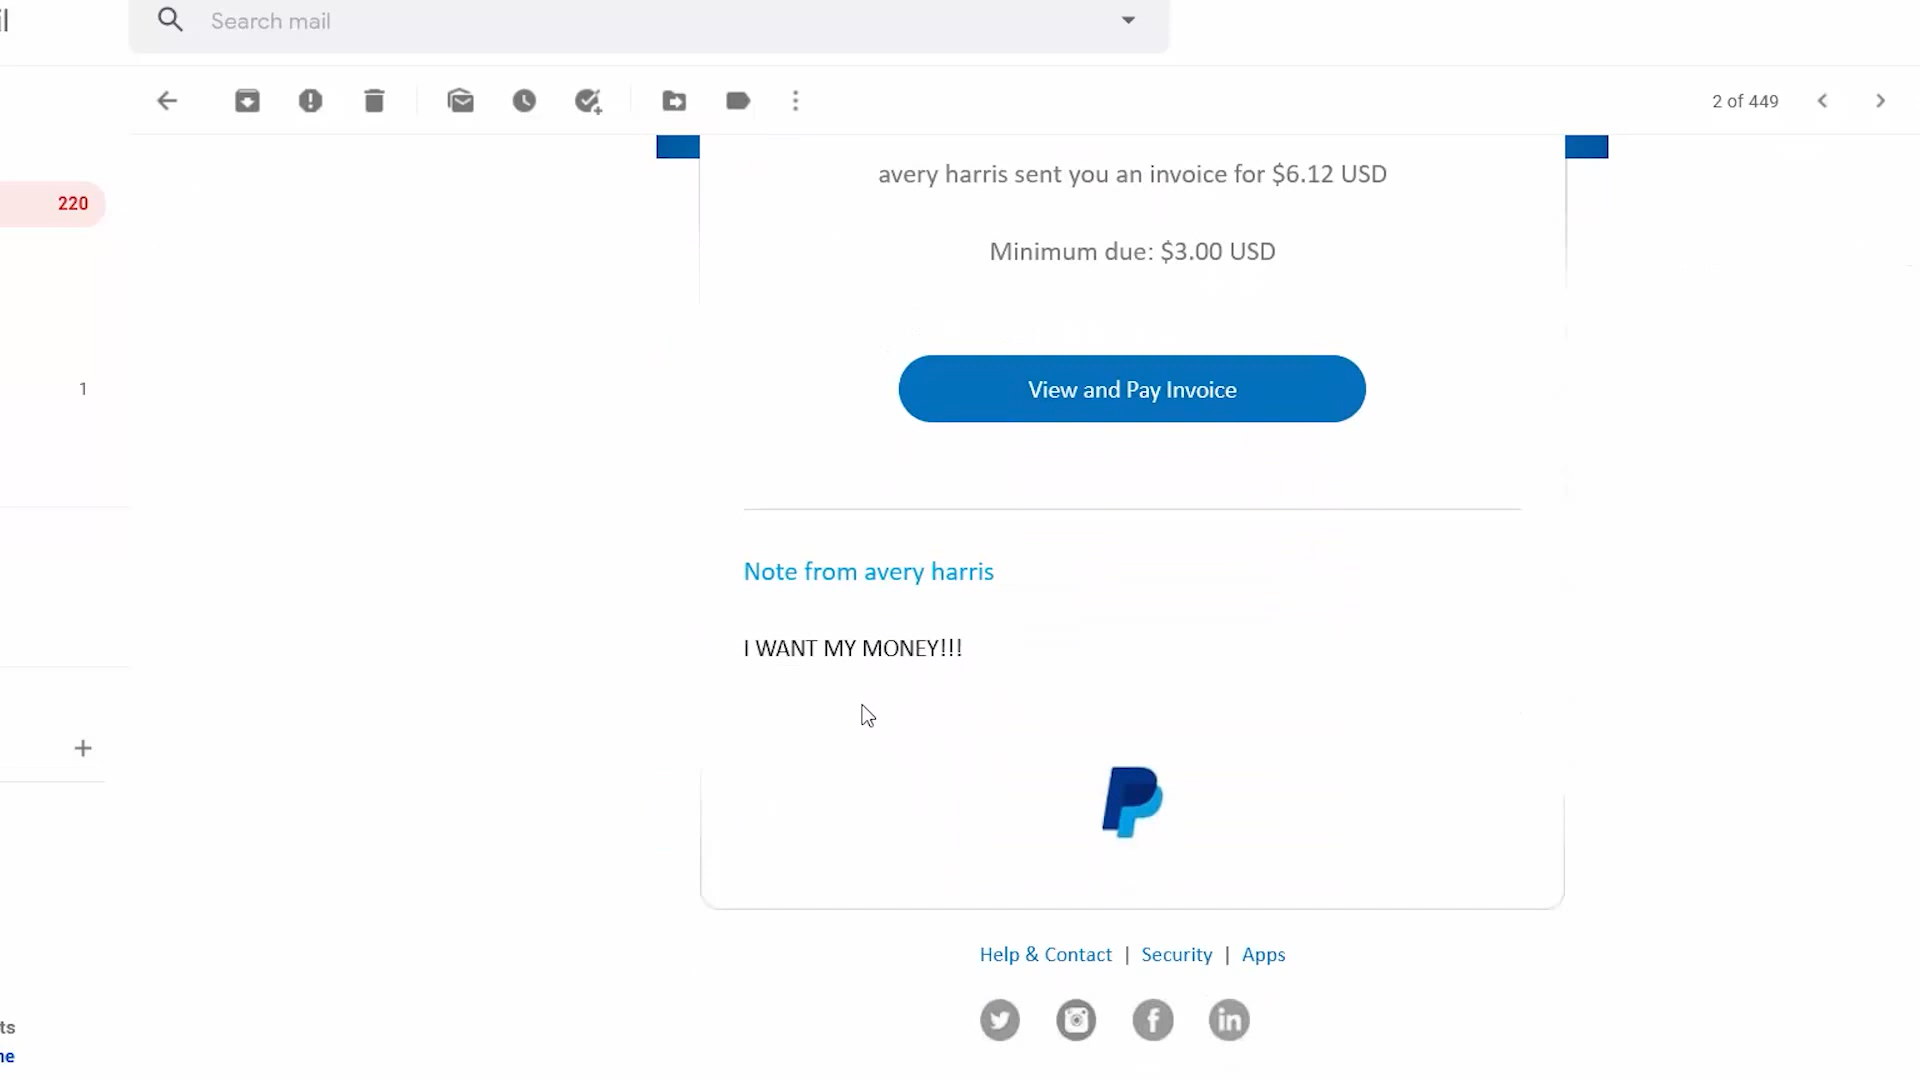 il
Search mail
2 of 449
220
avery harris sent you an invoice for $6.12 USD
Minimum due: $3.00 USD
1
View and Pay Invoice
Note from avery harris
I WANT MY MONEY!!!
Help & Contact | Security | Apps
ts
ne